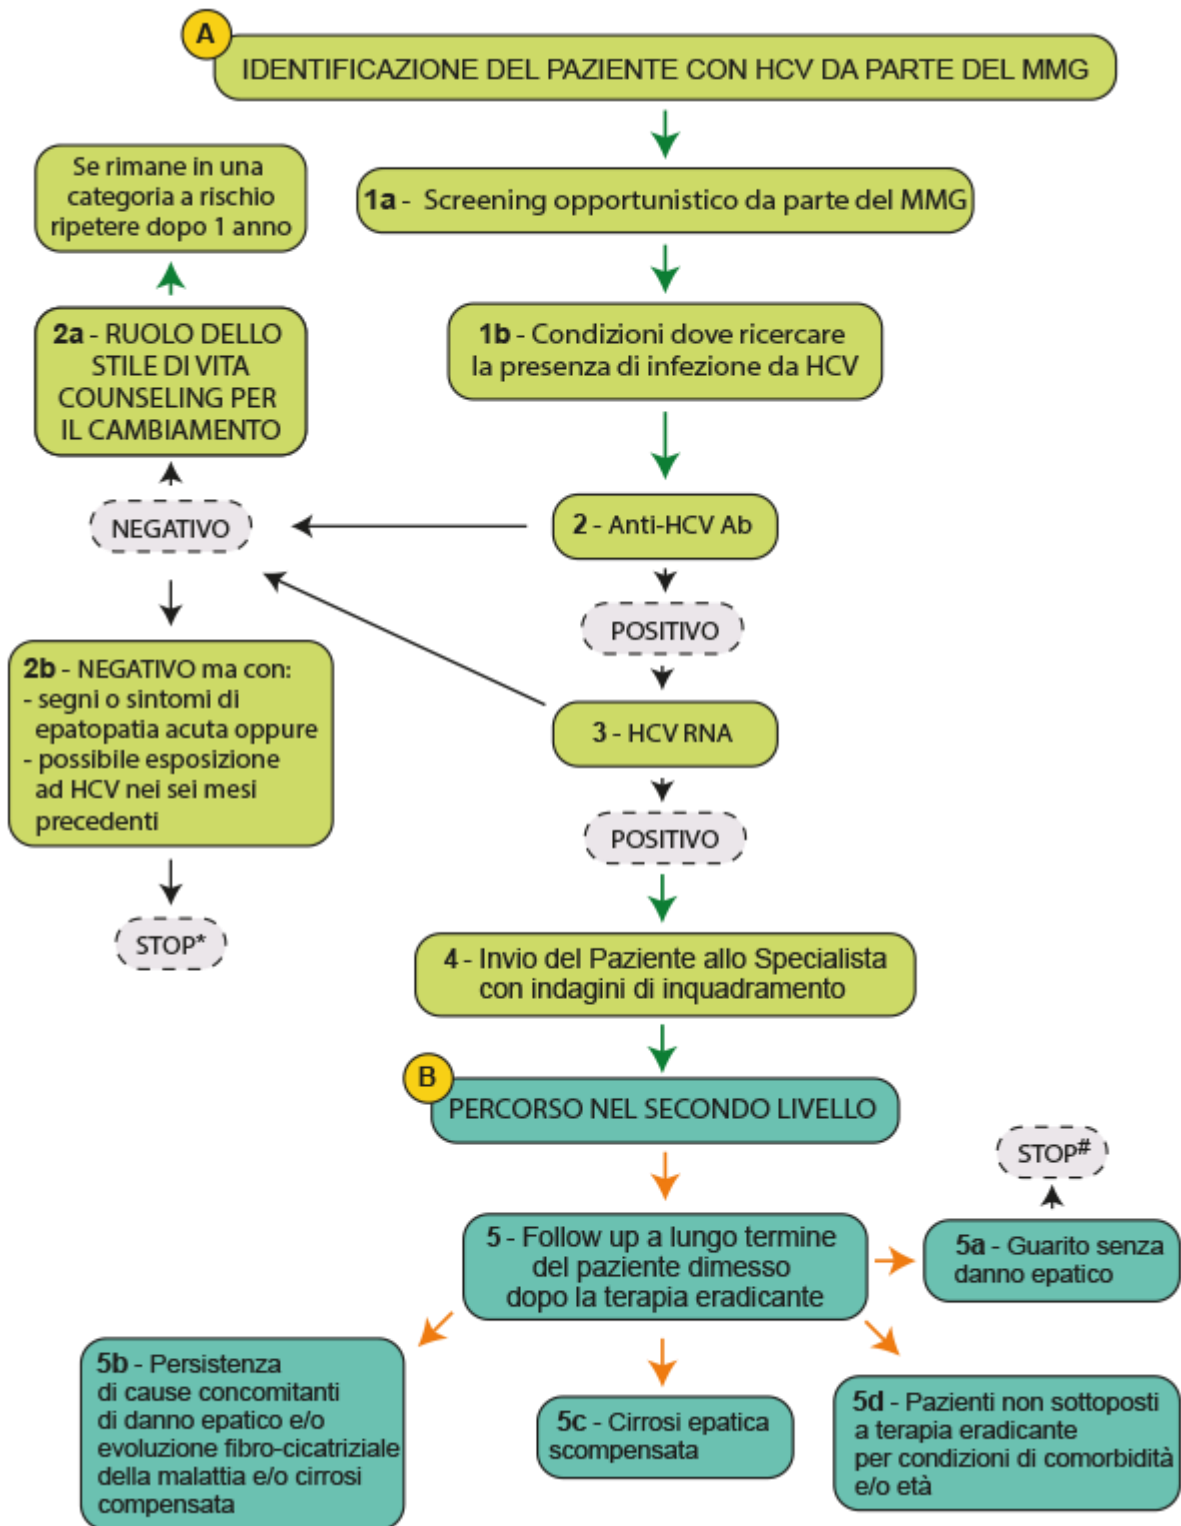 A
IDENTIFICAZIONE DEL PAZIENTE CON HCV DA PARTE DEL MMG
Se rimane in una
categoria a rischio
ripetere dopo 1 anno
1a - Screening opportunistico da parte del MMG
2a - RUOLO DELLO
STILE DI VITA
COUNSELING PER
IL CAMBIAMENTO
1b - Condizioni dove ricercare
la presenza di infezione da HCV
NEGATIVO
2 - Anti-HCV Ab
POSITIVO
2b - NEGATIVO ma con:
- segni o sintomi di
epatopatia acuta oppure
- possibile esposizione
ad HCV nei sei mesi
precedenti
3 - HCV RNA
POSITIVO
STOP*
4 - Invio del Paziente allo Specialista
con indagini di inquadramento
B
PERCORSO NEL SECONDO LIVELLO
STOP#
5 - Follow up a lungo termine
del paziente dimesso
dopo la terapia eradicante
5a - Guarito senza
danno epatico
5b - Persistenza
di cause concomitanti
di danno epatico e/o
evoluzione fibro-cicatriziale
della malattia e/o cirrosi
compensata
5c - Cirrosi epatica
scompensata
5d - Pazienti non sottoposti
a terapia eradicante
per condizioni di comorbidità
e/o età